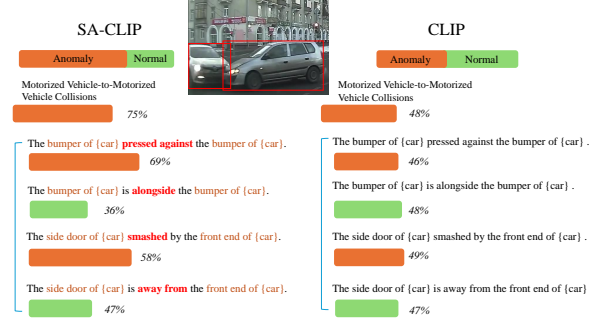 SA-CLIP
Anomaly Normal
Motorized Vehicle-to-Motorized
Vehicle Collisions
75%
The bumper of {car} pressed against the bumper of {car}.
69%
The bumper of {car} is alongside the bumper of {car}.
36%
The side door of {car} smashed by the front end of {car}.
58%
The side door of {car} is away from the front end of {car}.
47%
CLIP
Anomaly Normal
Motorized Vehicle-to-Motorized
Vehicle Collisions
48%
The bumper of {car} pressed against the bumper of {car} .
46%
The bumper of {car} is alongside the bumper of {car} .
48%
The side door of {car} smashed by the front end of {car} .
49%
The side door of {car} is away from the front end of {car}
47%